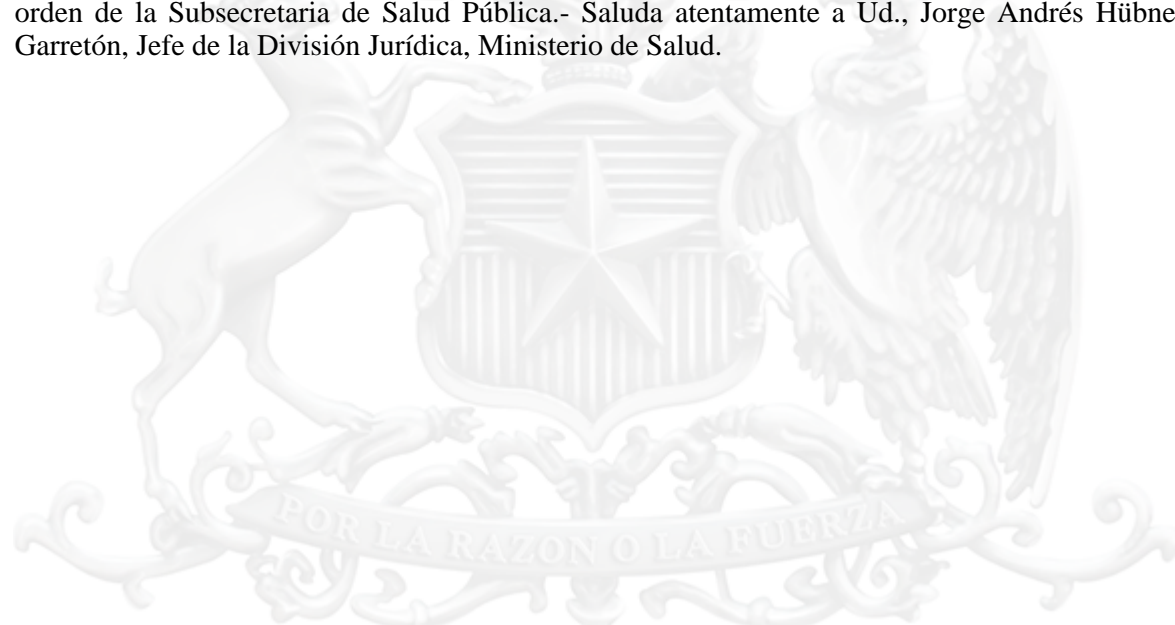 orden de la Subsecretaria de Salud Pública.- Saluda atentamente a Ud., Jorge Andrés Hübne
Garretón, Jefe de la División Jurídica, Ministerio de Salud.
POR LA RAZON O LA FUERZA